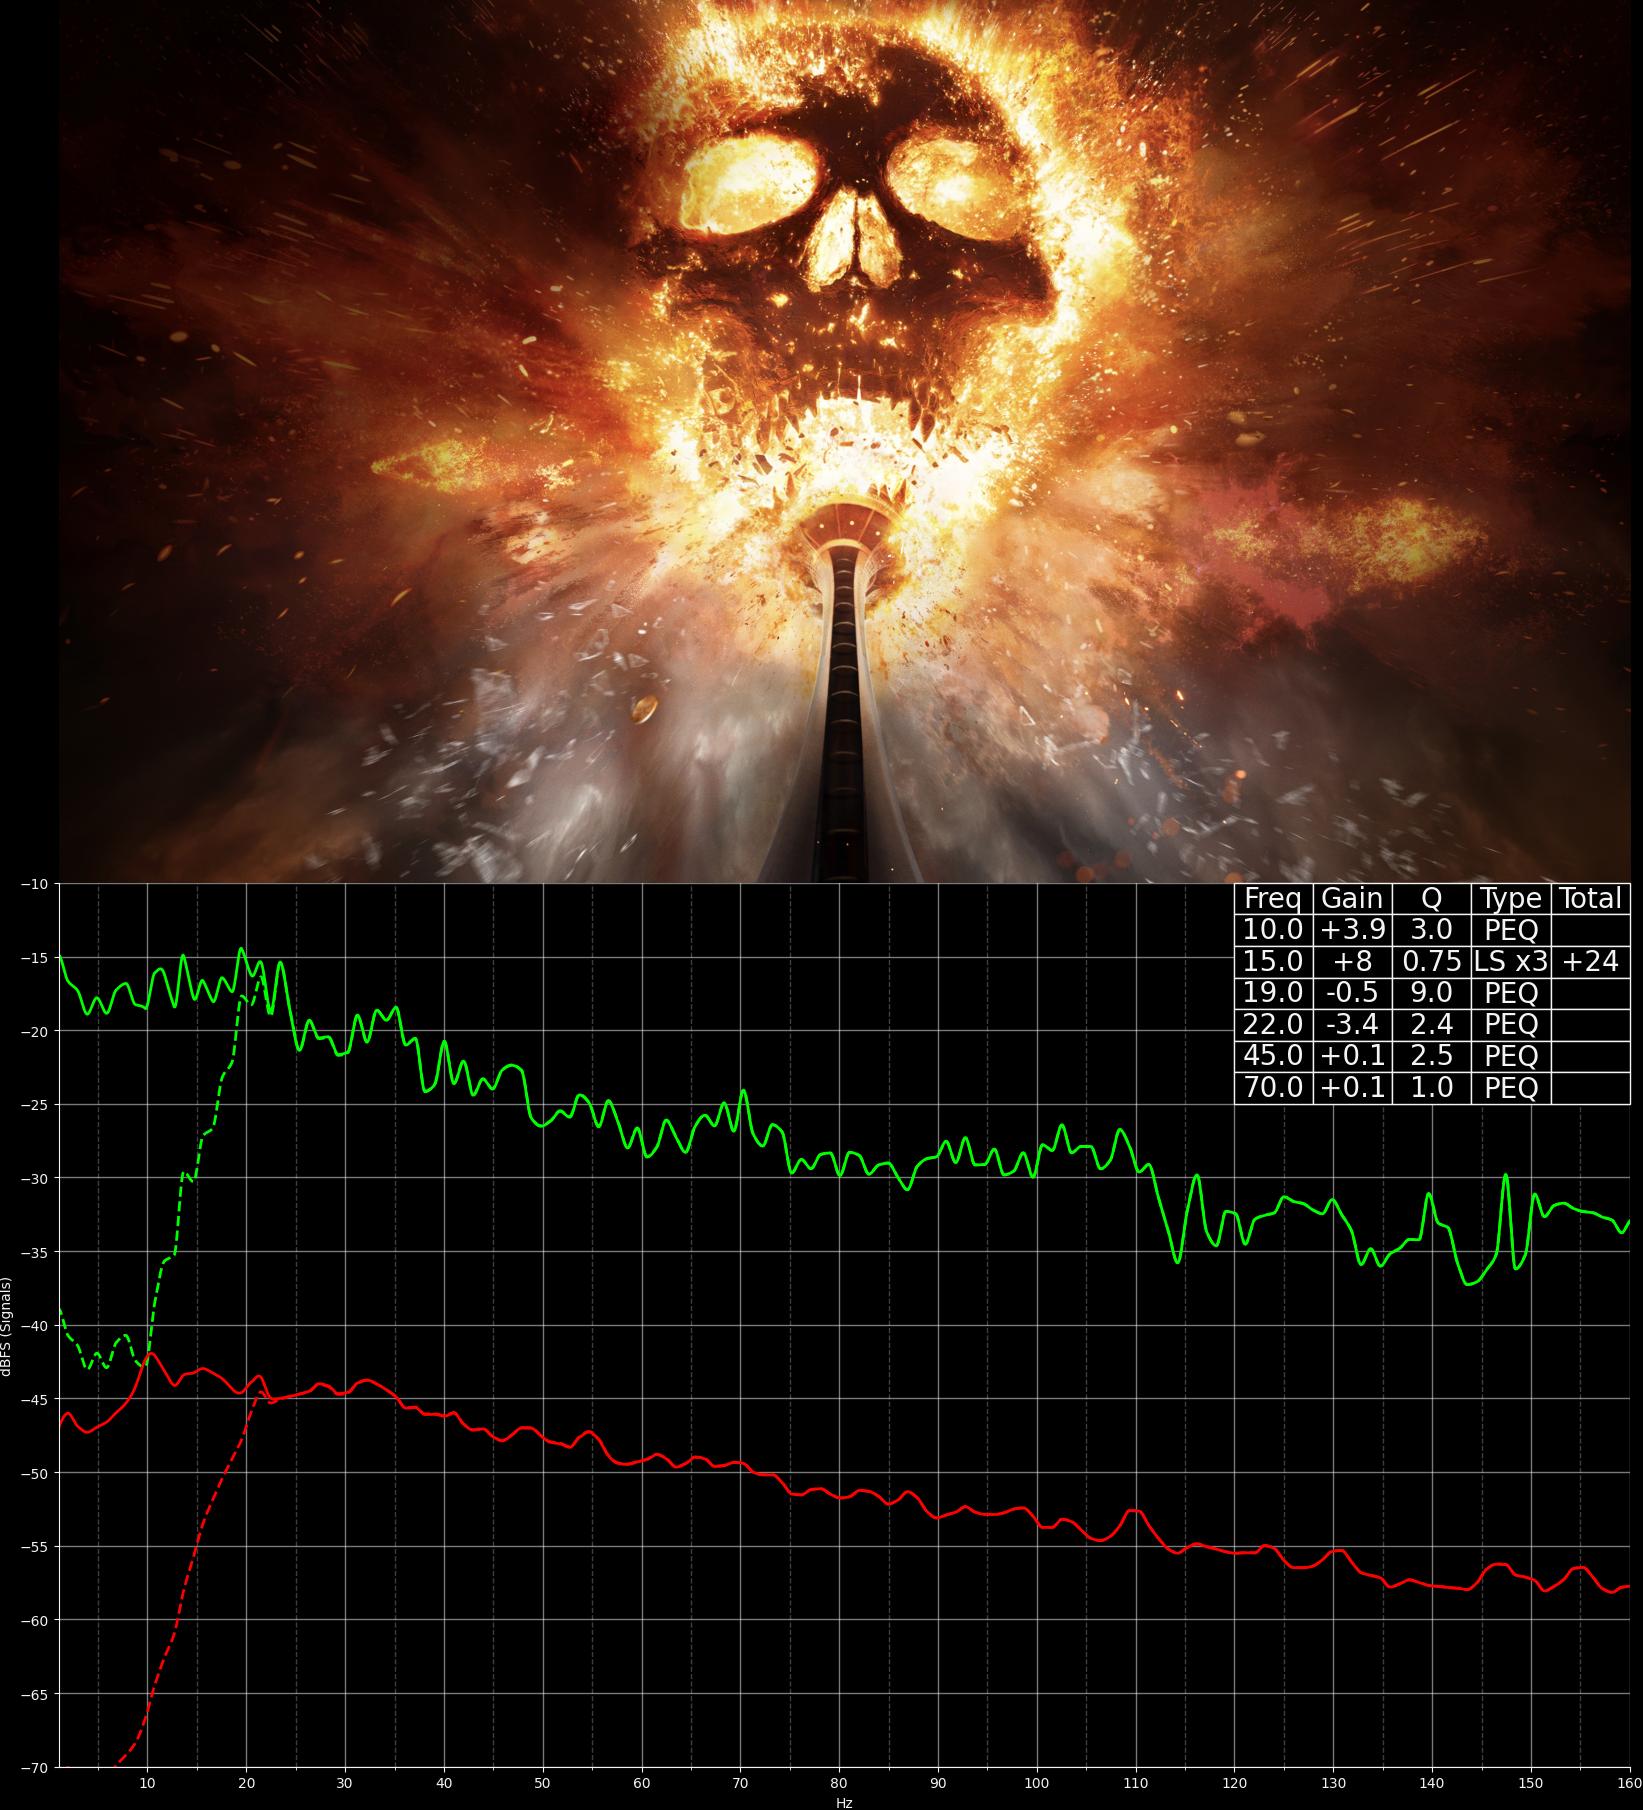 Freq Gain Q Type Total
10.0 +3.9 3.0 PEQ
15.0 +8 0.75 LS x3 +24
19.0 -0.5 9.0 PEQ
22.0 -3.4 2.4 PEQ
45.0 +0.1 2.5 PEQ
70.0 +0.1 1.0 PEQ
−10
−15
−20
−25
−30
−35
−40
−45
−50
−55
−60
−65
−70
dBFS (Signals)
10 20 30 40 50 60 70 80 90 100 110 120 130 140 150 160
Hz